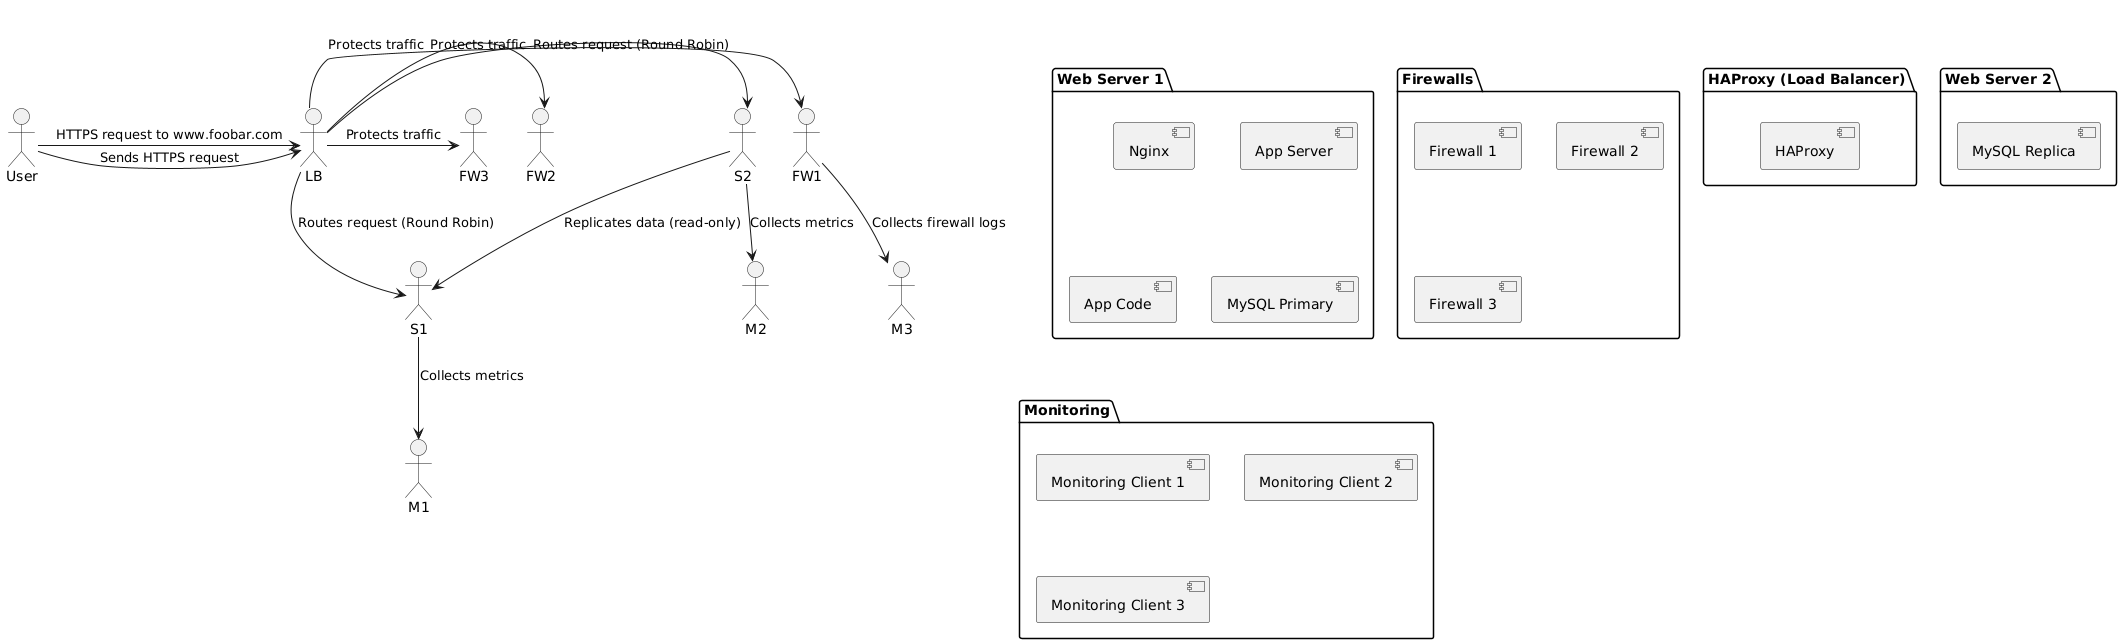 Protects traffic
Protects traffic
Routes request (Round Robin)
HTTPS request to www.foobar.com
Sends HTTPS request
Protects traffic
User
LB
FW3
FW2
S2
FW1
Routes request (Round Robin)
Replicates data (read-only)
Collects metrics
Collects firewall logs
S1
M2
M3
Collects metrics
M1
Web Server 1
Nginx
App Server
App Code
MySQL Primary
Firewalls
Firewall 1
Firewall 2
Firewall 3
HAProxy (Load Balancer)
HAProxy
Web Server 2
MySQL Replica
Monitoring
Monitoring Client 1
Monitoring Client 2
Monitoring Client 3